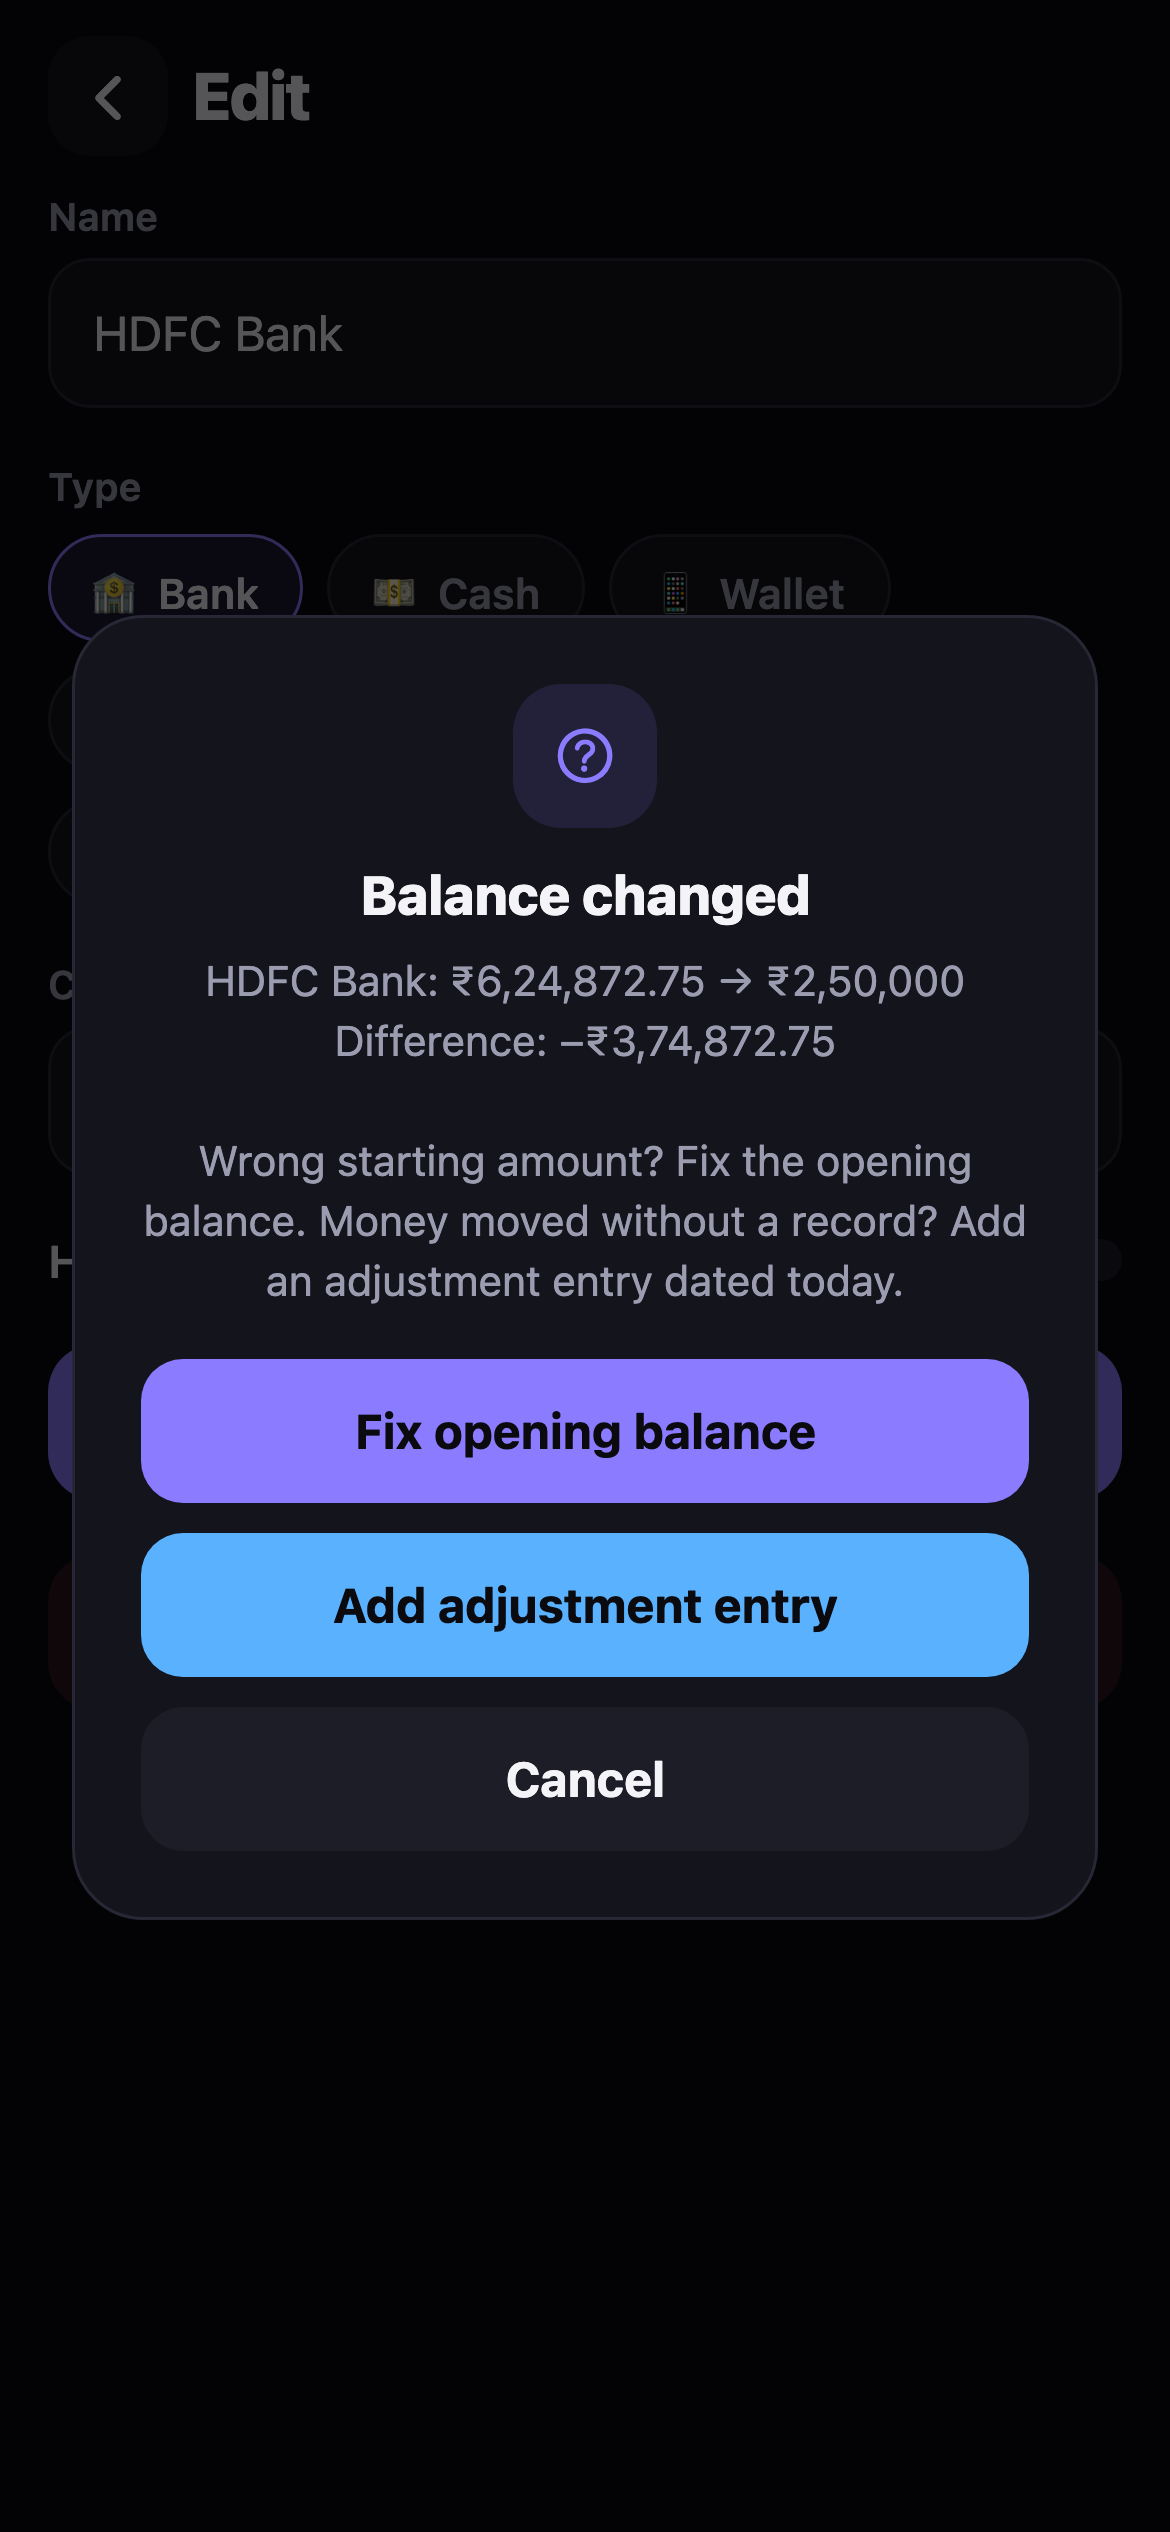 Edit
Name
HDFC Bank
Type
Bank Cash Wallet
Balance changed
HDFC Bank: ₹6,24,872.75 → ₹2,50,000
Difference: −₹3,74,872.75
Wrong starting amount? Fix the opening
balance. Money moved without a record? Add
an adjustment entry dated today.
Fix opening balance
Add adjustment entry
Cancel